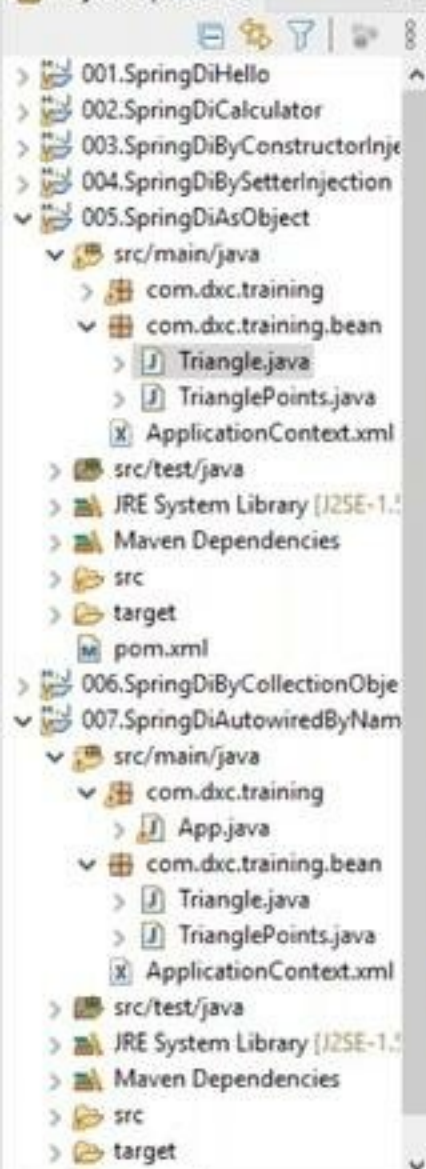 001.SpringDiHello
002.SpringDiCalculator
003.SpringDiByConstructorInje
004.SpringDiBySetterInjection
005.SpringDiAsObject
src/main/java
com.dxc.training
com.dxc.training.bean
Triangle.java
TrianglePoints.java
ApplicationContext.xml
src/test/java
JRE System Library [J2SE-1.5
Maven Dependencies
src
target
pom.xml
006.SpringDiByCollectionObje
007.SpringDiAutowiredByNam
src/main/java
com.dxc.training
App.java
com.dxc.training.bean
Triangle.java
TrianglePoints.java
ApplicationContext.xml
src/test/java
JRE System Library [J2SE-1.5
Maven Dependencies
src
target